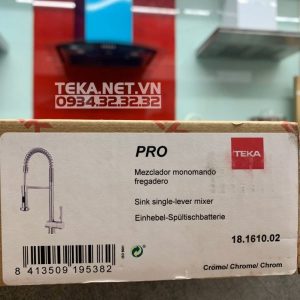 TEKA.NET.VN
0934.32.32.32
PRO
TEKA
Mezclador monomando
fregadero
Sink single-lever mixer
Einhebel-Spültischbatterie
18.1610.02
8 413509 195382
Cromo/ Chrome/ Chrom